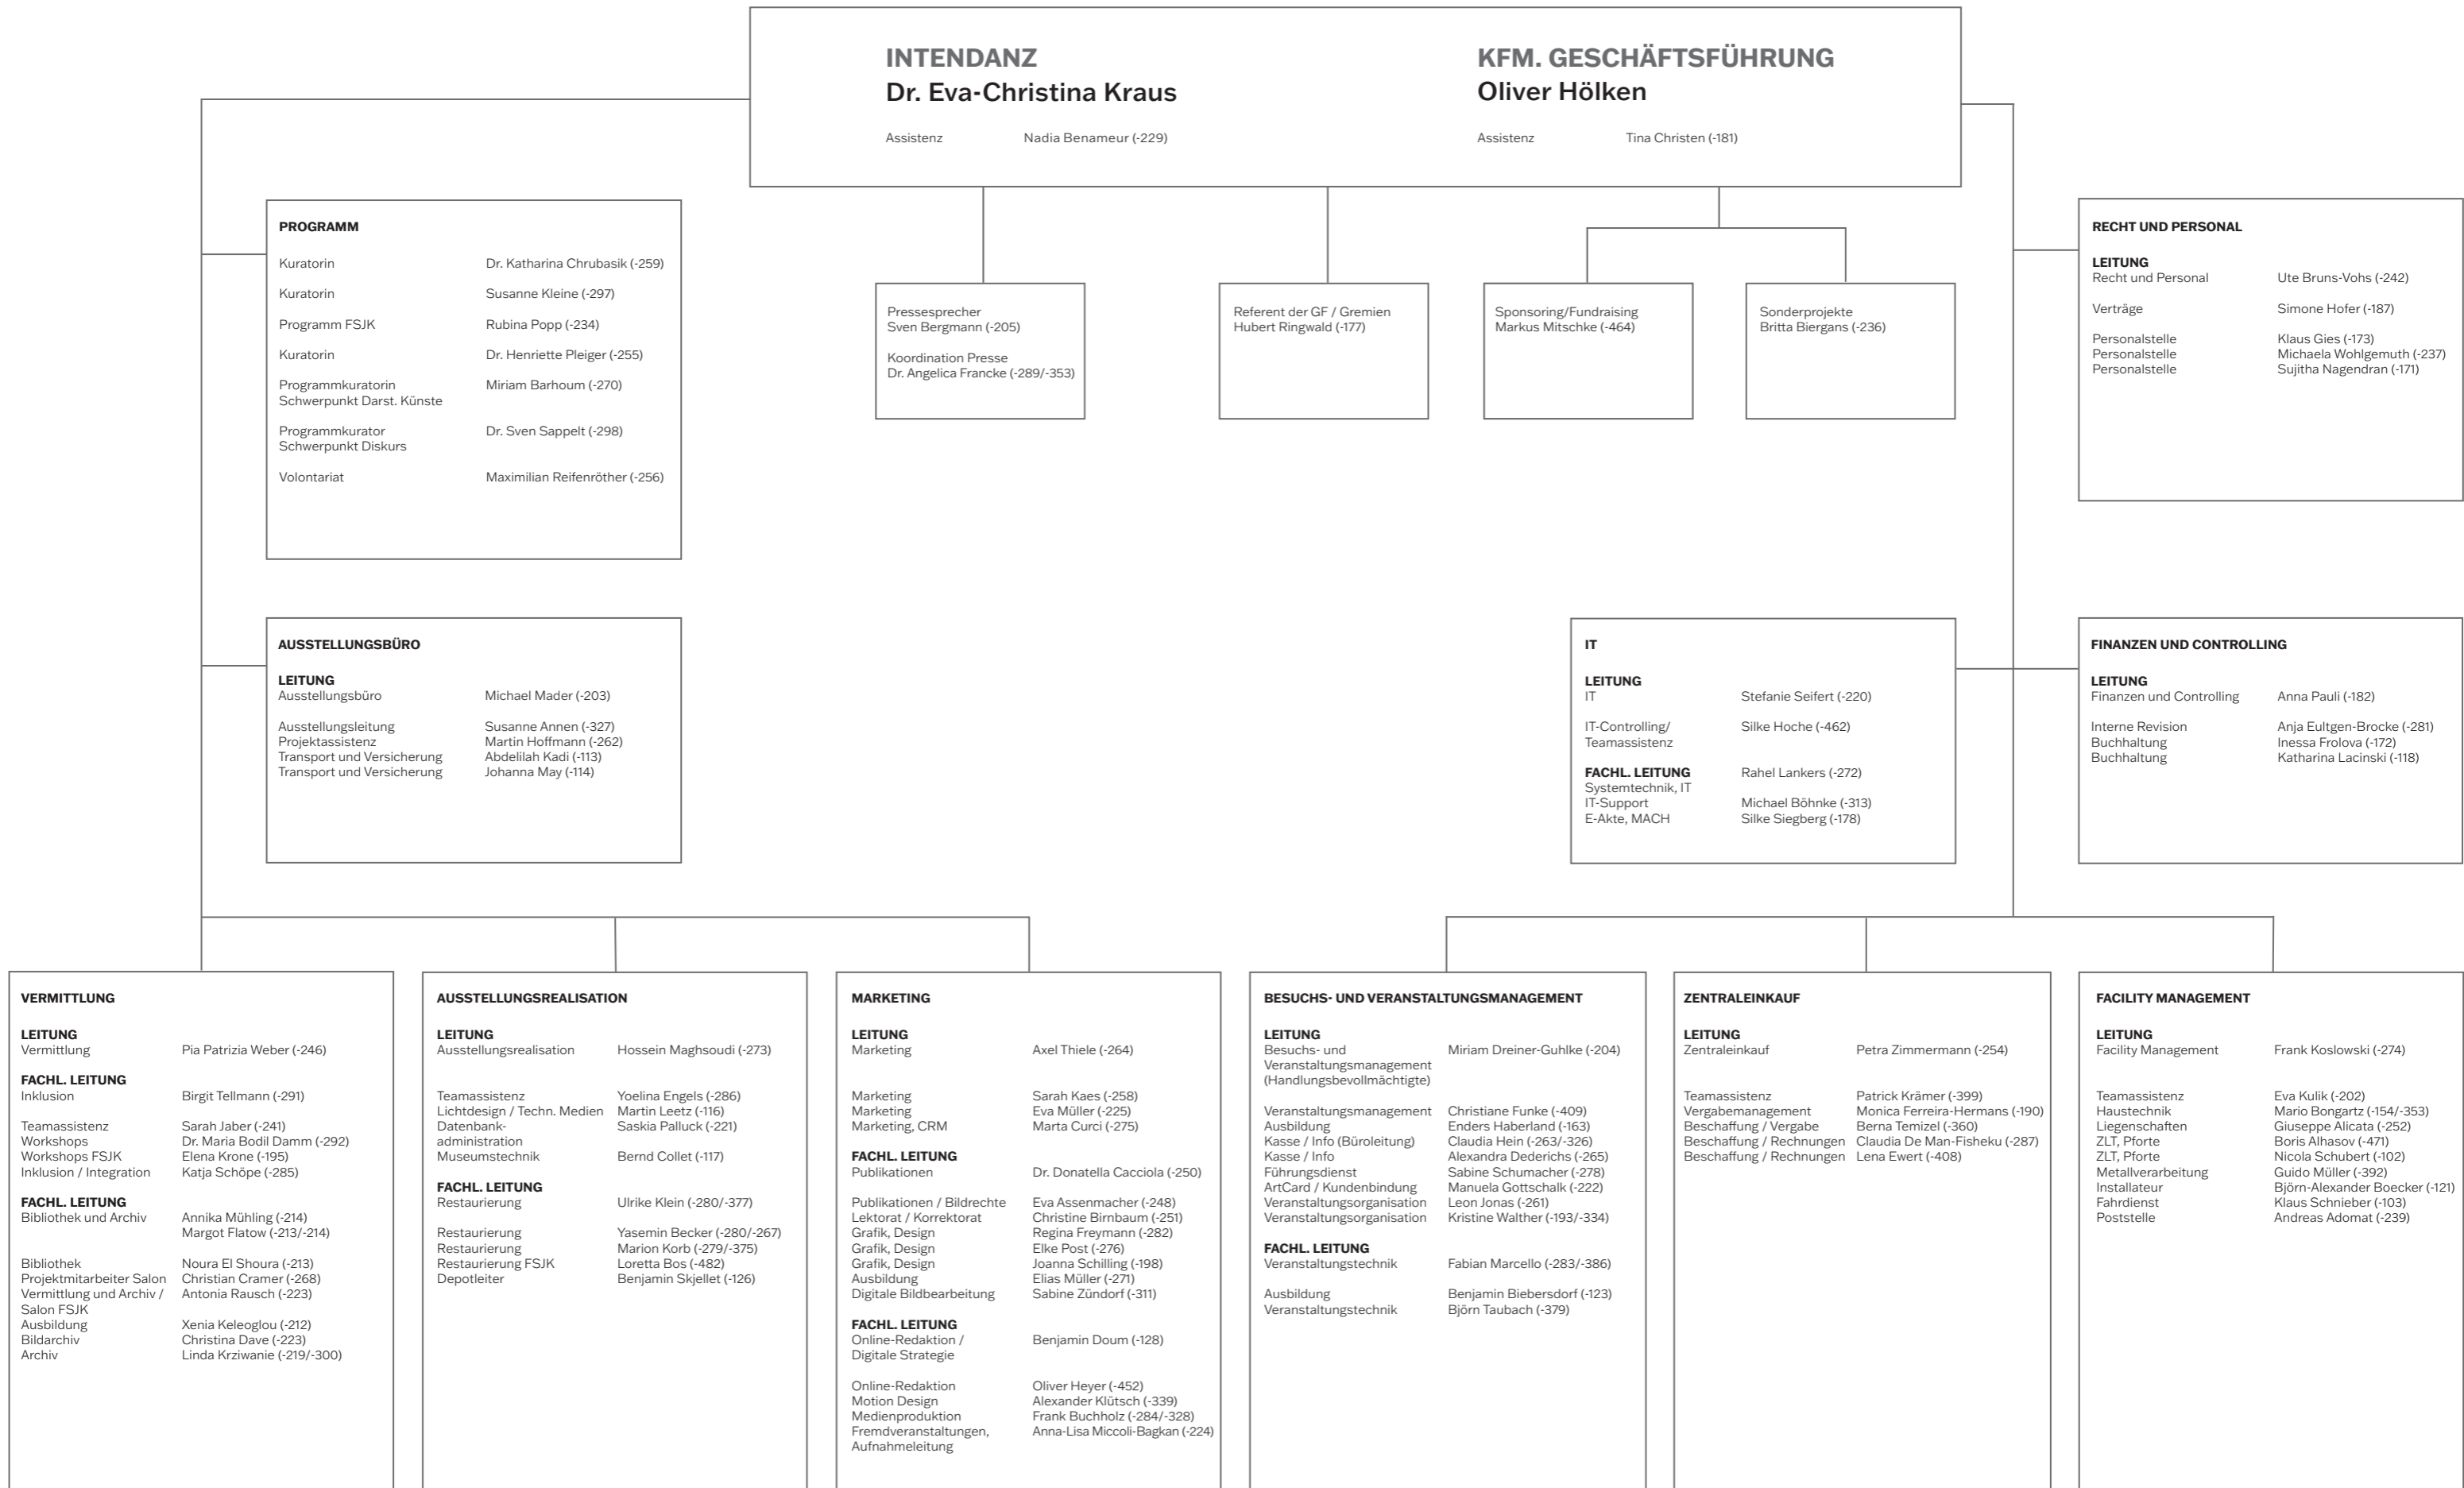 INTENDANZ
Dr. Eva-Christina Kraus
Assistenz Nadia Benameur (-229)
KFM. GESCHÄFTSFÜHRUNG
Oliver Hölken
Assistenz Tina Christen (-181)
PROGRAMM
Kuratorin Dr. Katharina Chrubasik (-259)
Kuratorin Susanne Kleine (-297)
Programm FSJK Rubina Popp (-234)
Kuratorin Dr. Henriette Pleiger (-255)
Programmkuratorin Miriam Barhoum (-270)
Schwerpunkt Darst. Künste
Programmkurator Dr. Sven Sappelt (-298)
Schwerpunkt Diskurs
Volontariat Maximilian Reifenröther (-256)
Pressesprecher
Sven Bergmann (-205)
Koordination Presse
Dr. Angelica Francke (-289/-353)
Referent der GF / Gremien
Hubert Ringwald (-177)
Sponsoring/Fundraising
Markus Mitschke (-464)
Sonderprojekte
Britta Biergans (-236)
RECHT UND PERSONAL
LEITUNG
Recht und Personal Ute Bruns-Vohs (-242)
Verträge Simone Hofer (-187)
Personalstelle Klaus Gies (-173)
Personalstelle Michaela Wohlgemuth (-237)
Personalstelle Sujitha Nagendran (-171)
AUSSTELLUNGSBÜRO
LEITUNG
Ausstellungsbüro Michael Mader (-203)
Ausstellungsleitung Susanne Annen (-327)
Projektassistenz Martin Hoffmann (-262)
Transport und Versicherung Abdelilah Kadi (-113)
Transport und Versicherung Johanna May (-114)
IT
LEITUNG
IT Stefanie Seifert (-220)
IT-Controlling/ Silke Hoche (-462)
Teamassistenz
FACHL. LEITUNG Rahel Lankers (-272)
Systemtechnik, IT
IT-Support Michael Böhnke (-313)
E-Akte, MACH Silke Siegberg (-178)
FINANZEN UND CONTROLLING
LEITUNG
Finanzen und Controlling Anna Pauli (-182)
Interne Revision Anja Eultgen-Brocke (-281)
Buchhaltung Inessa Frolova (-172)
Buchhaltung Katharina Lacinski (-118)
VERMITTLUNG
LEITUNG
Vermittlung Pia Patrizia Weber (-246)
FACHL. LEITUNG
Inklusion Birgit Tellmann (-291)
Teamassistenz Sarah Jaber (-241)
Workshops Dr. Maria Bodil Damm (-292)
Workshops FSJK Elena Krone (-195)
Inklusion / Integration Katja Schöpe (-285)
FACHL. LEITUNG
Bibliothek und Archiv Annika Mühling (-214)
Margot Flatow (-213/-214)
Bibliothek Noura El Shoura (-213)
Projektmitarbeiter Salon Christian Cramer (-268)
Vermittlung und Archiv / Antonia Rausch (-223)
Salon FSJK
Ausbildung Xenia Keleoglou (-212)
Bildarchiv Christina Dave (-223)
Archiv Linda Krziwanie (-219/-300)
AUSSTELLUNGSREALISATION
LEITUNG
Ausstellungsrealisation Hossein Maghsoudi (-273)
Teamassistenz Yoelina Engels (-286)
Lichtdesign / Techn. Medien Martin Leetz (-116)
Datenbank- Saskia Palluck (-221)
administration
Museumstechnik Bernd Collet (-117)
FACHL. LEITUNG
Restaurierung Ulrike Klein (-280/-377)
Restaurierung Yasemin Becker (-280/-267)
Restaurierung Marion Korb (-279/-375)
Restaurierung FSJK Loretta Bos (-482)
Depotleiter Benjamin Skjellet (-126)
MARKETING
LEITUNG
Marketing Axel Thiele (-264)
Marketing Sarah Kaes (-258)
Marketing Eva Müller (-225)
Marketing, CRM Marta Curci (-275)
FACHL. LEITUNG
Publikationen Dr. Donatella Cacciola (-250)
Publikationen / Bildrechte Eva Assenmacher (-248)
Lektorat / Korrektorat Christine Birnbaum (-251)
Grafik, Design Regina Freymann (-282)
Grafik, Design Elke Post (-276)
Grafik, Design Joanna Schilling (-198)
Ausbildung Elias Müller (-271)
Digitale Bildbearbeitung Sabine Zündorf (-311)
FACHL. LEITUNG
Online-Redaktion / Benjamin Doum (-128)
Digitale Strategie
Online-Redaktion Oliver Heyer (-452)
Motion Design Alexander Klütsch (-339)
Medienproduktion Frank Buchholz (-284/-328)
Fremdveranstaltungen, Anna-Lisa Miccoli-Bagkan (-224)
Aufnahmeleitung
BESUCHS- UND VERANSTALTUNGSMANAGEMENT
LEITUNG
Besuchs- und Miriam Dreiner-Guhlke (-204)
Veranstaltungsmanagement
(Handlungsbevollmächtigte)
Veranstaltungsmanagement Christiane Funke (-409)
Ausbildung Enders Haberland (-163)
Kasse / Info (Büroleitung) Claudia Hein (-263/-326)
Kasse / Info Alexandra Dederichs (-265)
Führungsdienst Sabine Schumacher (-278)
ArtCard / Kundenbindung Manuela Gottschalk (-222)
Veranstaltungsorganisation Leon Jonas (-261)
Veranstaltungsorganisation Kristine Walther (-193/-334)
FACHL. LEITUNG
Veranstaltungstechnik Fabian Marcello (-283/-386)
Ausbildung Benjamin Biebersdorf (-123)
Veranstaltungstechnik Björn Taubach (-379)
ZENTRALEINKAUF
LEITUNG
Zentraleinkauf Petra Zimmermann (-254)
Teamassistenz Patrick Krämer (-399)
Vergabemanagement Monica Ferreira-Hermans (-190)
Beschaffung / Vergabe Berna Temizel (-360)
Beschaffung / Rechnungen Claudia De Man-Fisheku (-287)
Beschaffung / Rechnungen Lena Ewert (-408)
FACILITY MANAGEMENT
LEITUNG
Facility Management Frank Koslowski (-274)
Teamassistenz Eva Kulik (-202)
Haustechnik Mario Bongartz (-154/-353)
Liegenschaften Giuseppe Alicata (-252)
ZLT, Pforte Boris Alhasov (-471)
ZLT, Pforte Nicola Schubert (-102)
Metallverarbeitung Guido Müller (-392)
Installateur Björn-Alexander Boecker (-121)
Fahrdienst Klaus Schnieber (-103)
Poststelle Andreas Adomat (-239)